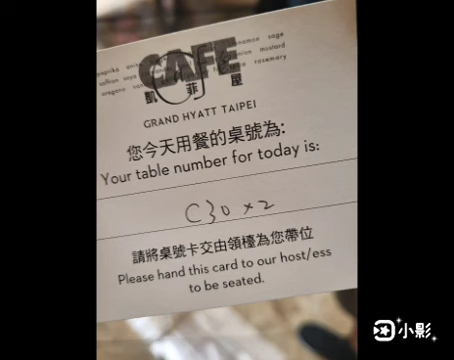 CAFE
凱菲屋
GRAND HYATT TAIPEI
您今天用餐的桌號為:
Your table number for today is:
C30 x 2
請將桌號卡交由領檯為您帶位
Please hand this card to our host/ess
to be seated.
小影